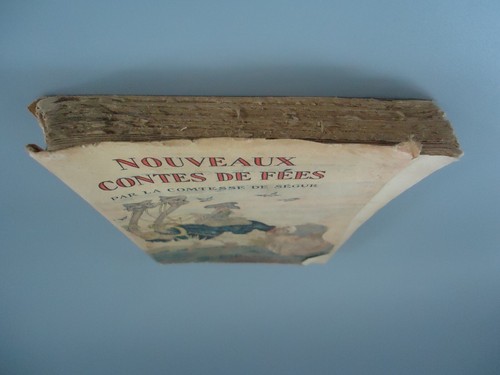 NOUVEAUX
CONTES DE FÉES
PAR LA COMTESSE DE SÉGUR